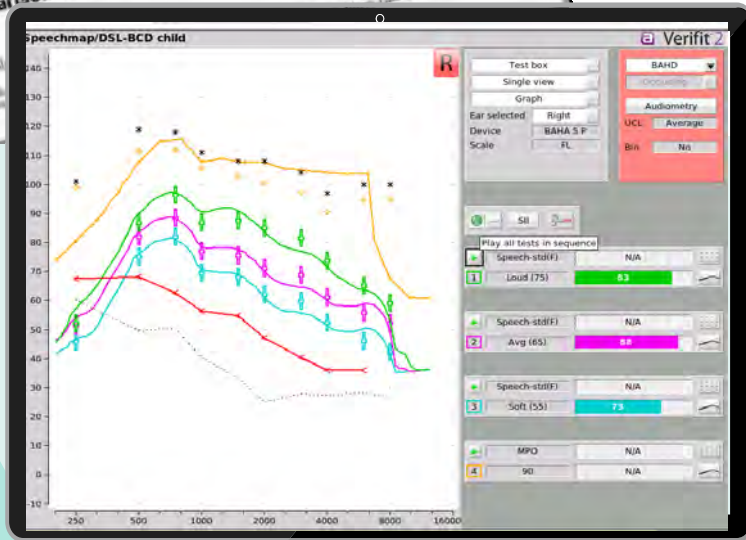 Speechmap/DSL-BCD child
Verifit 2
R
140
130
120
110
100
90
80
70
60
50
40
30
20
10
0
-10
250
500
1000
2000
4000
8000
16000
Test box
Single view
Graph
Ear selected Right
Device BAHA 5 P
Scale FL
BAHD
Audiometry
UCL Average
Bin No
SII
Play all tests in sequence
Speech-std(F) N/A
1 Loud (75) 83
Speech-std(F) N/A
2 Avg (65) 88
Speech-std(F) N/A
3 Soft (55) 73
MPO N/A
4 90 N/A